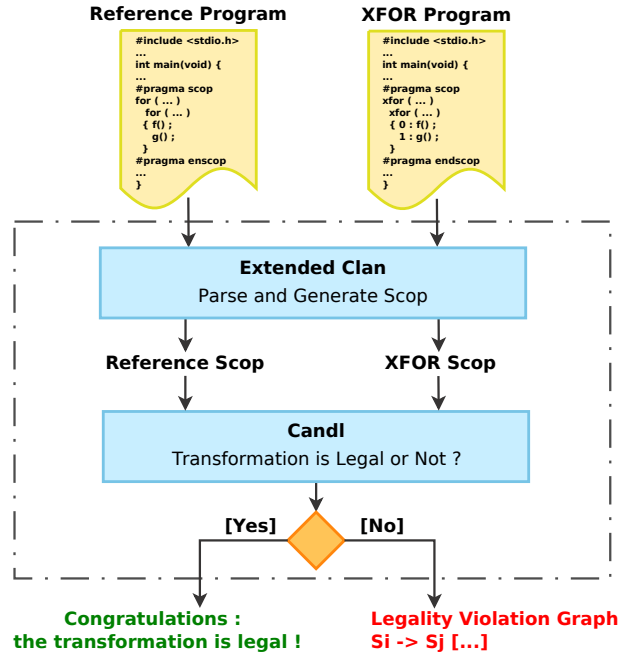 Reference Program
#include <stdio.h>
...
int main(void) {
...
#pragma scop
for ( ... )
for ( ... )
{ f() ;
g() ;
}
#pragma enscop
...
}
XFOR Program
#include <stdio.h>
...
int main(void) {
...
#pragma scop
xfor ( ... )
xfor ( ... )
{ 0 : f();
1 : g();
}
#pragma endscop
...
}
Extended Clan
Parse and Generate Scop
Reference Scop
XFOR Scop
Candl
Transformation is Legal or Not ?
[Yes]
[No]
Congratulations :
the transformation is legal !
Legality Violation Graph
Si -> Sj [...]